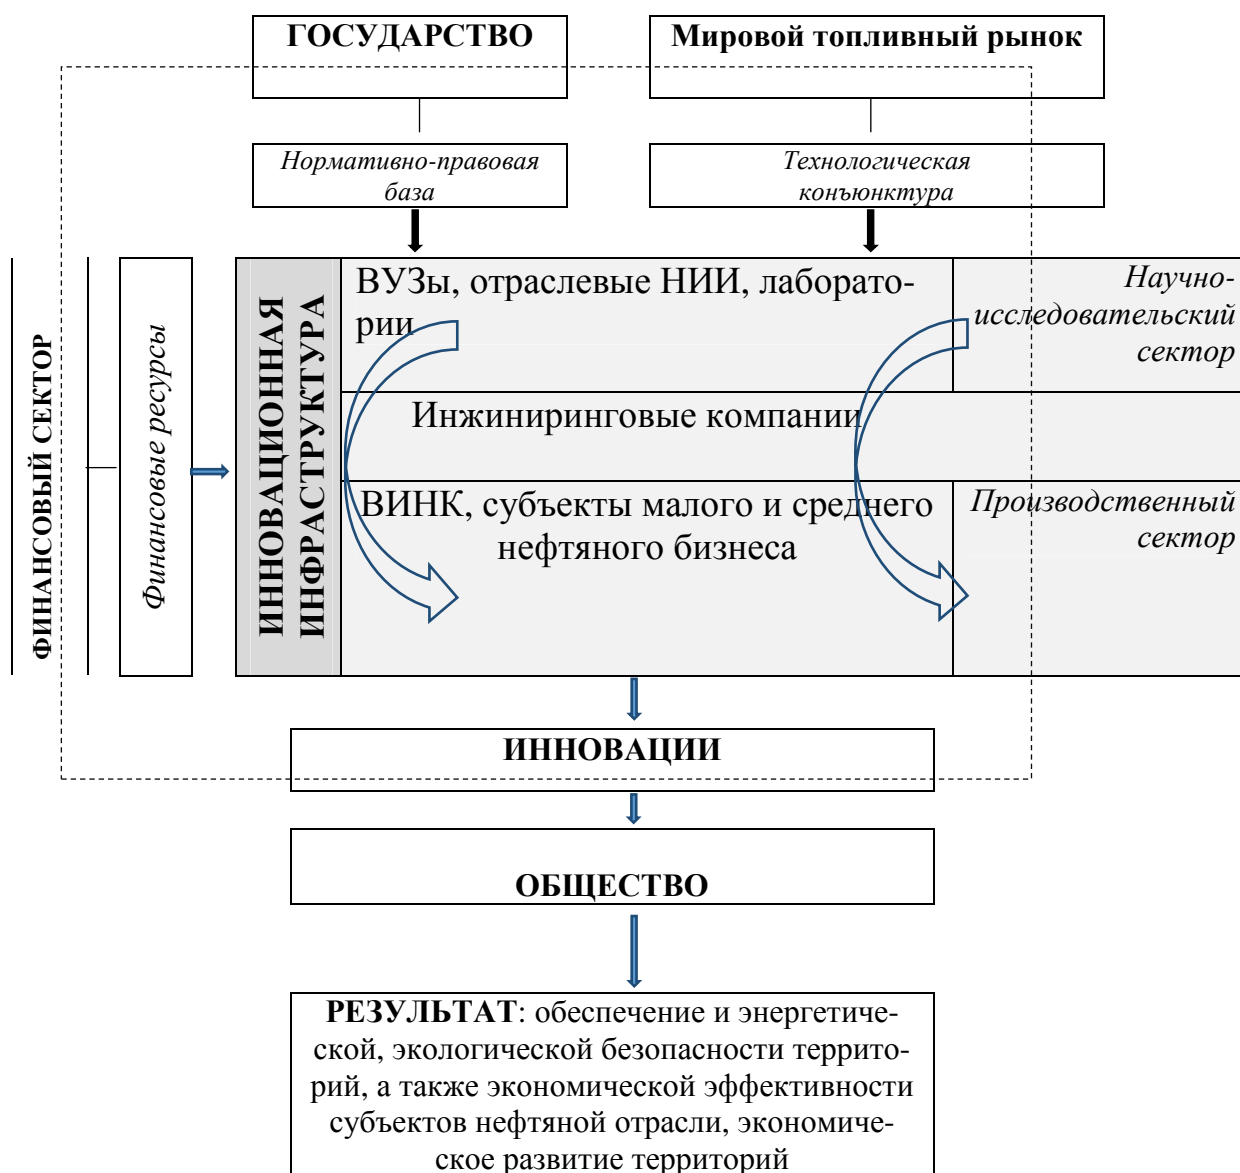 ГОСУДАРСТВО
Мировой топливный рынок
Нормативно-правовая
база
Технологическая
конъюнктура
ФИНАНСОВЫЙ СЕКТОР
Финансовые ресурсы
ИННОВАЦИОННАЯ
ИНФРАСТРУКТУРА
ВУЗы, отраслевые НИИ, лаборато-
рии
Научно-
исследовательский
сектор
Инжиниринговые компании
ВИНК, субъекты малого и среднего
нефтяного бизнеса
Производственный
сектор
ИННОВАЦИИ
ОБЩЕСТВО
РЕЗУЛЬТАТ: обеспечение и энергетиче-
ской, экологической безопасности террито-
рий, а также экономической эффективности
субъектов нефтяной отрасли, экономиче-
ское развитие территорий